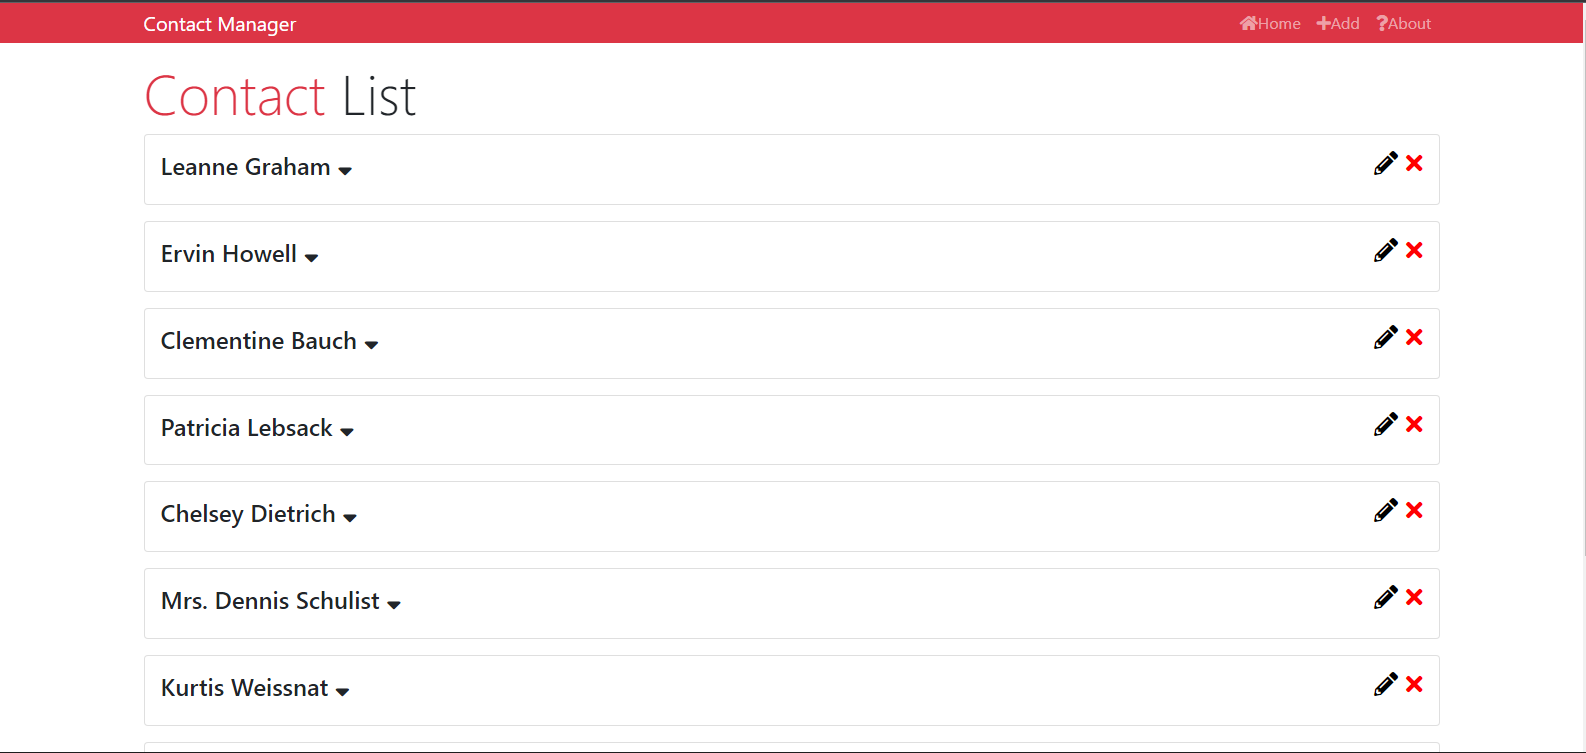 Contact Manager
Home Add About
Contact List
Leanne Graham
Ervin Howell
Clementine Bauch
Patricia Lebsack
Chelsey Dietrich
Mrs. Dennis Schulist
Kurtis Weissnat